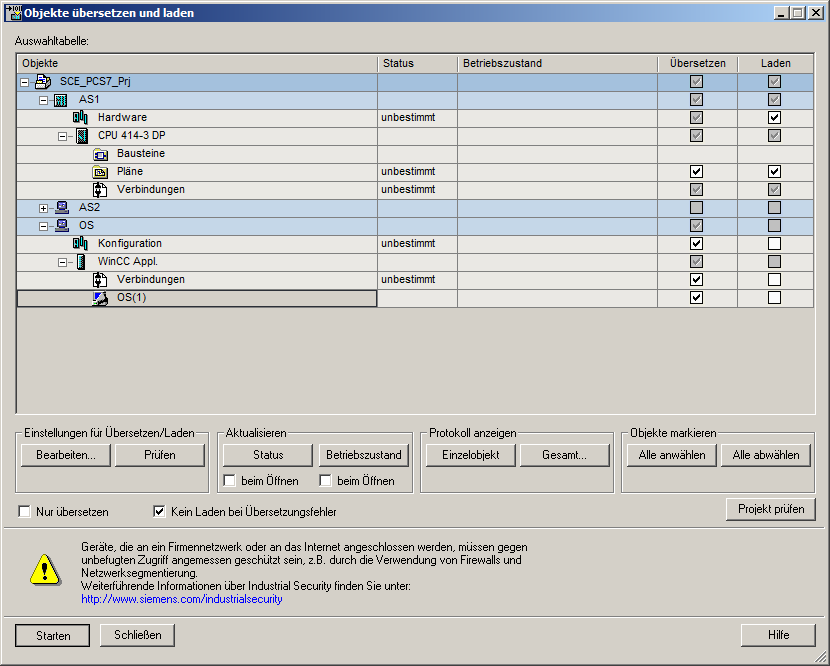 Objekte übersetzen und laden
Auswahltabelle:
Objekte Status Betriebszustand Übersetzen Laden
SCE_PCS7_Prj
AS1
Hardware unbestimmt
CPU 414-3 DP
Bausteine
Pläne unbestimmt
Verbindungen unbestimmt
AS2
OS
Konfiguration unbestimmt
WinCC Appl.
Verbindungen unbestimmt
OS(1)
Einstellungen für Übersetzen/Laden Aktualisieren Protokoll anzeigen Objekte markieren
Bearbeiten... Prüfen Status Betriebszustand Einzelobjekt Gesamt... Alle anwählen Alle abwählen
beim Öffnen beim Öffnen
Nur übersetzen Kein Laden bei Übersetzungsfehler Projekt prüfen
Geräte, die an ein Firmennetzwerk oder an das Internet angeschlossen werden, müssen gegen
unbefugten Zugriff angemessen geschützt sein, z.B. durch die Verwendung von Firewalls und
Netzwerksegmentierung.
Weiterführende Informationen über Industrial Security finden Sie unter:
http://www.siemens.com/industrialsecurity
Starten Schließen Hilfe